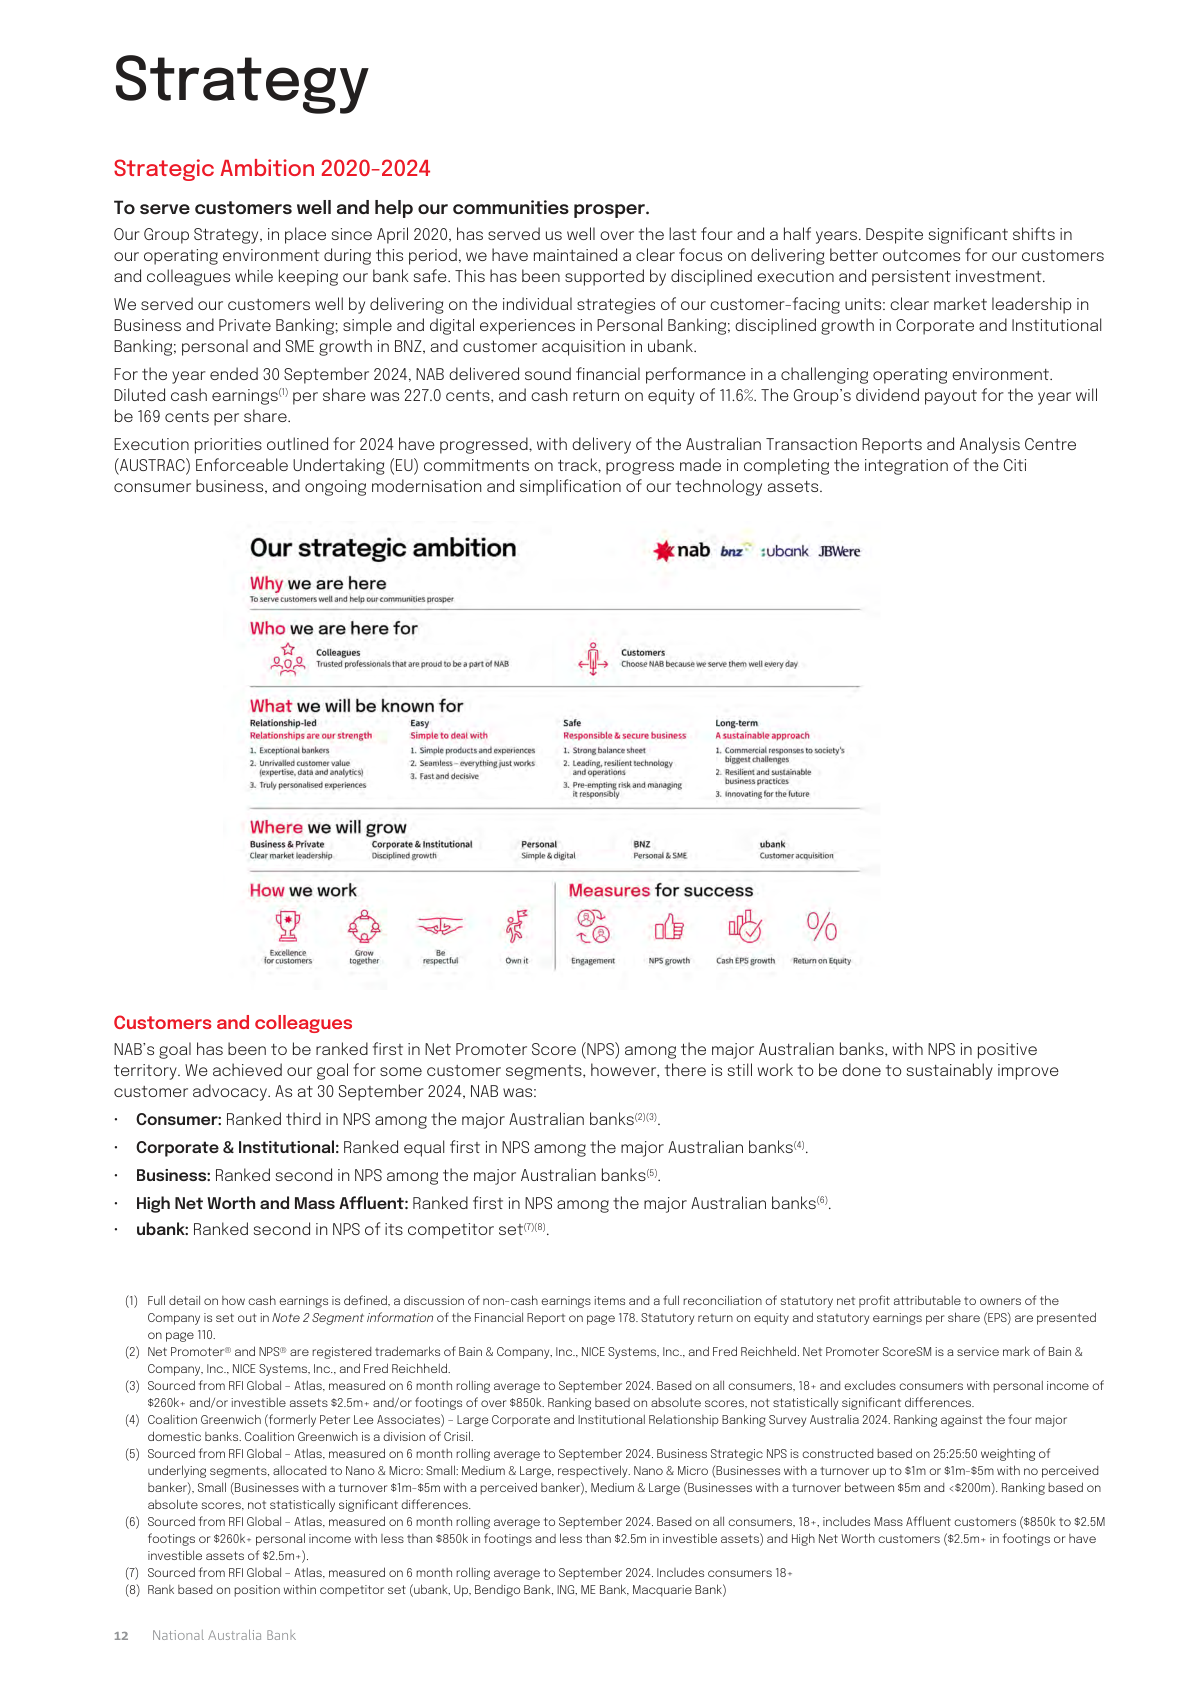 Strategy
Strategic Ambition 2020-2024
To serve customers well and help our communities prosper.
Our Group Strategy, in place since April 2020, has served us well over the last four and a half years. Despite significant shifts in
our operating environment during this period, we have maintained a clear focus on delivering better outcomes for our customers
and colleagues while keeping our bank safe. This has been supported by disciplined execution and persistent investment.
We served our customers well by delivering on the individual strategies of our customer-facing units: clear market leadership in
Business and Private Banking; simple and digital experiences in Personal Banking; disciplined growth in Corporate and Institutional
Banking; personal and SME growth in BNZ, and customer acquisition in ubank.
For the year ended 30 September 2024, NAB delivered sound financial performance in a challenging operating environment.
Diluted cash earnings(1) per share was 227.0 cents, and cash return on equity of 11.6%. The Group's dividend payout for the year will
be 169 cents per share.
Execution priorities outlined for 2024 have progressed, with delivery of the Australian Transaction Reports and Analysis Centre
(AUSTRAC) Enforceable Undertaking (EU) commitments on track, progress made in completing the integration of the Citi
consumer business, and ongoing modernisation and simplification of our technology assets.
Our strategic ambition
nab bnz :ubank JBWere
Why we are here
To serve customers well and help our communities prosper
Who we are here for
Colleagues
Trusted professionals that are proud to be a part of NAB
Customers
Choose NAB because we serve them well every day
What we will be known for
Relationship-led
Relationships are our strength
1. Exceptional bankers
2. Unrivalled customer value
(expertise, data and analytics)
3. Truly personalised experiences
Easy
Simple to deal with
1. Simple products and experiences
2. Seamless – everything just works
3. Fast and decisive
Safe
Responsible & secure business
1. Strong balance sheet
2. Leading, resilient technology
and operations
3. Pre-empting risk and managing
it responsibly
Long-term
A sustainable approach
1. Commercial responses to society's
biggest challenges
2. Resilient and sustainable
business practices
3. Innovating for the future
Where we will grow
Business & Private
Clear market leadership
Corporate & Institutional
Disciplined growth
Personal
Simple & digital
BNZ
Personal & SME
ubank
Customer acquisition
How we work
Excellence
for customers
Grow
together
Be
respectful
Own it
Measures for success
Engagement
NPS growth
Cash EPS growth
%
Return on Equity
Customers and colleagues
NAB's goal has been to be ranked first in Net Promoter Score (NPS) among the major Australian banks, with NPS in positive
territory. We achieved our goal for some customer segments, however, there is still work to be done to sustainably improve
customer advocacy. As at 30 September 2024, NAB was:
· Consumer: Ranked third in NPS among the major Australian banks(2)(3).
· Corporate & Institutional: Ranked equal first in NPS among the major Australian banks(4).
· Business: Ranked second in NPS among the major Australian banks(5).
· High Net Worth and Mass Affluent: Ranked first in NPS among the major Australian banks(6).
· ubank: Ranked second in NPS of its competitor set(7)(8).
(1) Full detail on how cash earnings is defined, a discussion of non-cash earnings items and a full reconciliation of statutory net profit attributable to owners of the
Company is set out in Note 2 Segment information of the Financial Report on page 178. Statutory return on equity and statutory earnings per share (EPS) are presented
on page 110.
(2) Net Promoter® and NPS® are registered trademarks of Bain & Company, Inc., NICE Systems, Inc., and Fred Reichheld. Net Promoter ScoreSM is a service mark of Bain &
Company, Inc., NICE Systems, Inc., and Fred Reichheld.
(3) Sourced from RFI Global – Atlas, measured on 6 month rolling average to September 2024. Based on all consumers, 18+ and excludes consumers with personal income of
$260k+ and/or investible assets $2.5m+ and/or footings of over $850k. Ranking based on absolute scores, not statistically significant differences.
(4) Coalition Greenwich (formerly Peter Lee Associates) – Large Corporate and Institutional Relationship Banking Survey Australia 2024. Ranking against the four major
domestic banks. Coalition Greenwich is a division of Crisil.
(5) Sourced from RFI Global – Atlas, measured on 6 month rolling average to September 2024. Business Strategic NPS is constructed based on 25:25:50 weighting of
underlying segments, allocated to Nano & Micro: Small: Medium & Large, respectively. Nano & Micro (Businesses with a turnover up to $1m or $1m-$5m with no perceived
banker), Small (Businesses with a turnover $1m-$5m with a perceived banker), Medium & Large (Businesses with a turnover between $5m and <$200m). Ranking based on
absolute scores, not statistically significant differences.
(6) Sourced from RFI Global – Atlas, measured on 6 month rolling average to September 2024. Based on all consumers, 18+, includes Mass Affluent customers ($850k to $2.5M
footings or $260k+ personal income with less than $850k in footings and less than $2.5m in investible assets) and High Net Worth customers ($2.5m+ in footings or have
investible assets of $2.5m+).
(7) Sourced from RFI Global – Atlas, measured on 6 month rolling average to September 2024. Includes consumers 18+
(8) Rank based on position within competitor set (ubank, Up, Bendigo Bank, ING, ME Bank, Macquarie Bank)
12 National Australia Bank